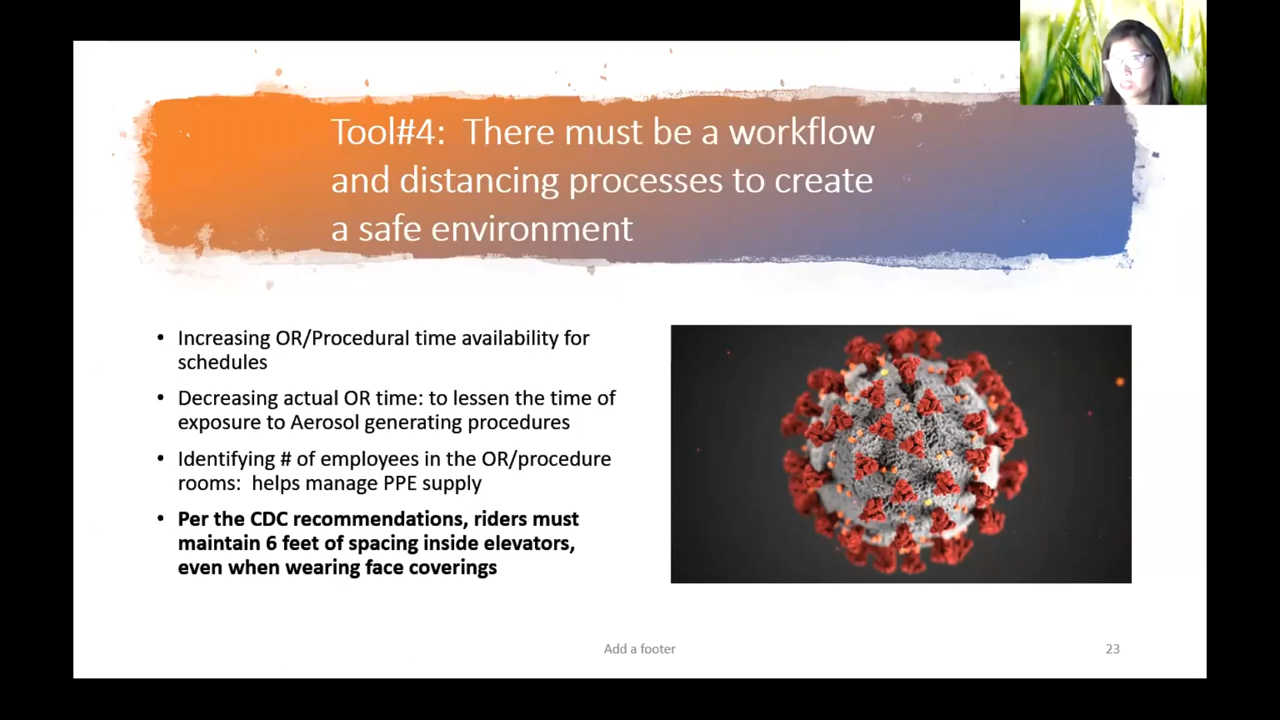 Tool#4: There must be a workflow
and distancing processes to create
a safe environment
• Increasing OR/Procedural time availability for
schedules
• Decreasing actual OR time: to lessen the time of
exposure to Aerosol generating procedures
• Identifying # of employees in the OR/procedure
rooms: helps manage PPE supply
• Per the CDC recommendations, riders must
maintain 6 feet of spacing inside elevators,
even when wearing face coverings
Add a footer
23